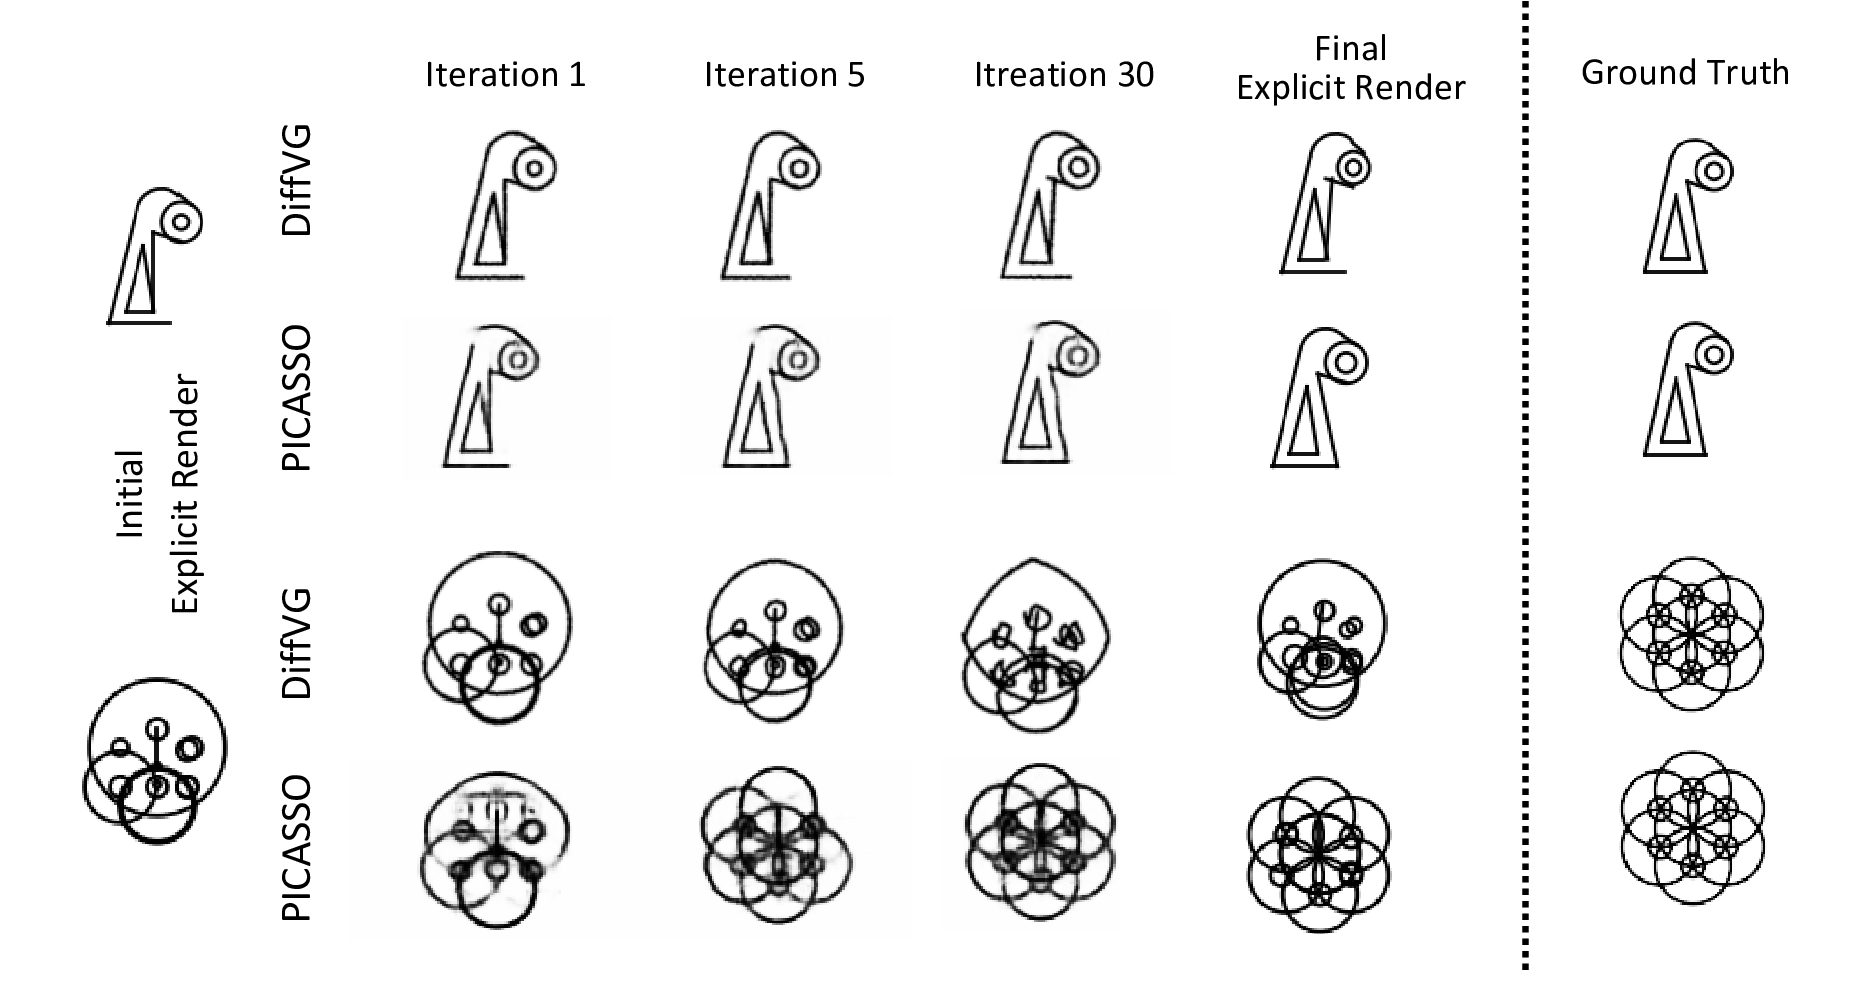 Iteration 1
Iteration 5
Itreation 30
Final
Explicit Render
Ground Truth
DiffVG
PICASSO
Initial
Explicit Render
DiffVG
PICASSO